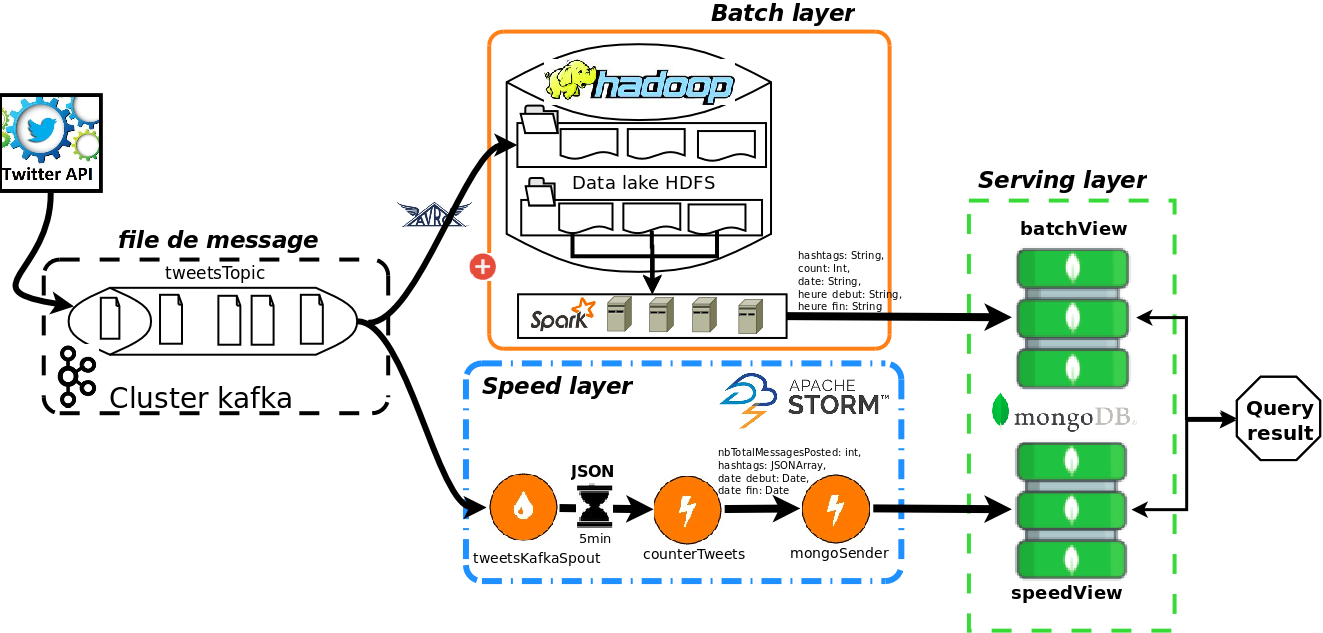 Batch layer
hadoop
Twitter API
Data lake HDFS
AVRO
file de message
tweetsTopic
Cluster kafka
Spark
hashtags: String,
count: Int,
date: String,
heure debut: String,
heure fin: String
Serving layer
batchView
Speed layer
APACHE
STORM™
mongoDB
Query
result
JSON
5min
nbTotalMessagesPosted: int,
hashtags: JSONArray,
date debut: Date,
date fin: Date
tweetsKafkaSpout
counterTweets
mongoSender
speedView